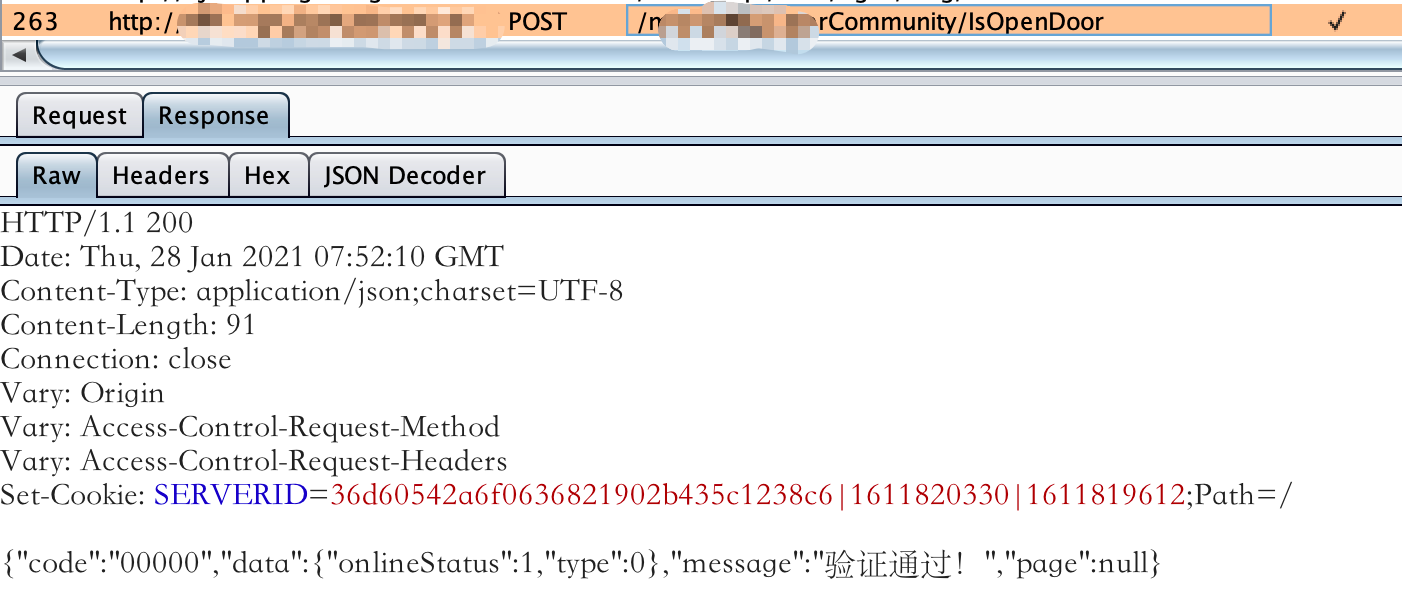 263 http:/ POST /m rCommunity/IsOpenDoor ✓
Request Response
Raw Headers Hex JSON Decoder
HTTP/1.1 200
Date: Thu, 28 Jan 2021 07:52:10 GMT
Content-Type: application/json;charset=UTF-8
Content-Length: 91
Connection: close
Vary: Origin
Vary: Access-Control-Request-Method
Vary: Access-Control-Request-Headers
Set-Cookie: SERVERID=36d60542a6f0636821902b435c1238c6|1611820330|1611819612;Path=/
{"code":"00000","data":{"onlineStatus":1,"type":0},"message":"验证通过！","page":null}